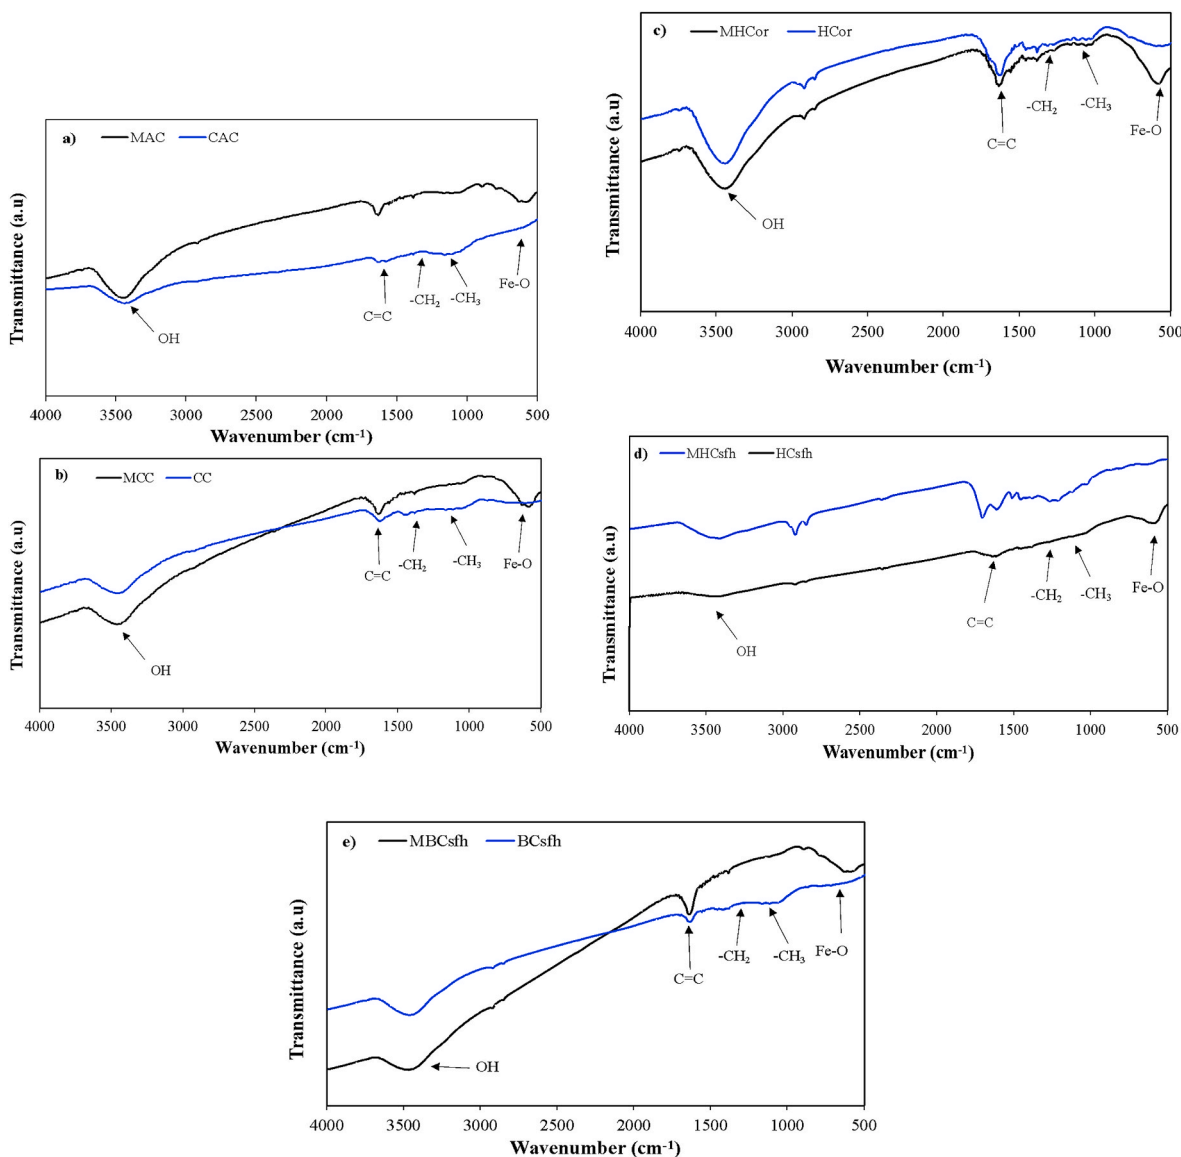 a)
MAC CAC
Transmittance (a.u)
OH
C=C
-CH₂
-CH₃
Fe-O
4000 3500 3000 2500 2000 1500 1000 500
Wavenumber (cm⁻¹)
b)
MCC CC
Transmittance (a.u)
OH
C=C
-CH₂
-CH₃
Fe-O
4000 3500 3000 2500 2000 1500 1000 500
Wavenumber (cm⁻¹)
c)
MHCor HCor
Transmittance (a.u)
OH
C=C
-CH₂
-CH₃
Fe-O
4000 3500 3000 2500 2000 1500 1000 500
Wavenumber (cm⁻¹)
d)
MHCsfh HCsfh
Transmittance (a.u)
OH
C=C
-CH₂
-CH₃
Fe-O
4000 3500 3000 2500 2000 1500 1000 500
Wavenumber (cm⁻¹)
e)
MBCsfh BCsfh
Transmittance (a.u)
OH
C=C
-CH₂
-CH₃
Fe-O
4000 3500 3000 2500 2000 1500 1000 500
Wavenumber (cm⁻¹)